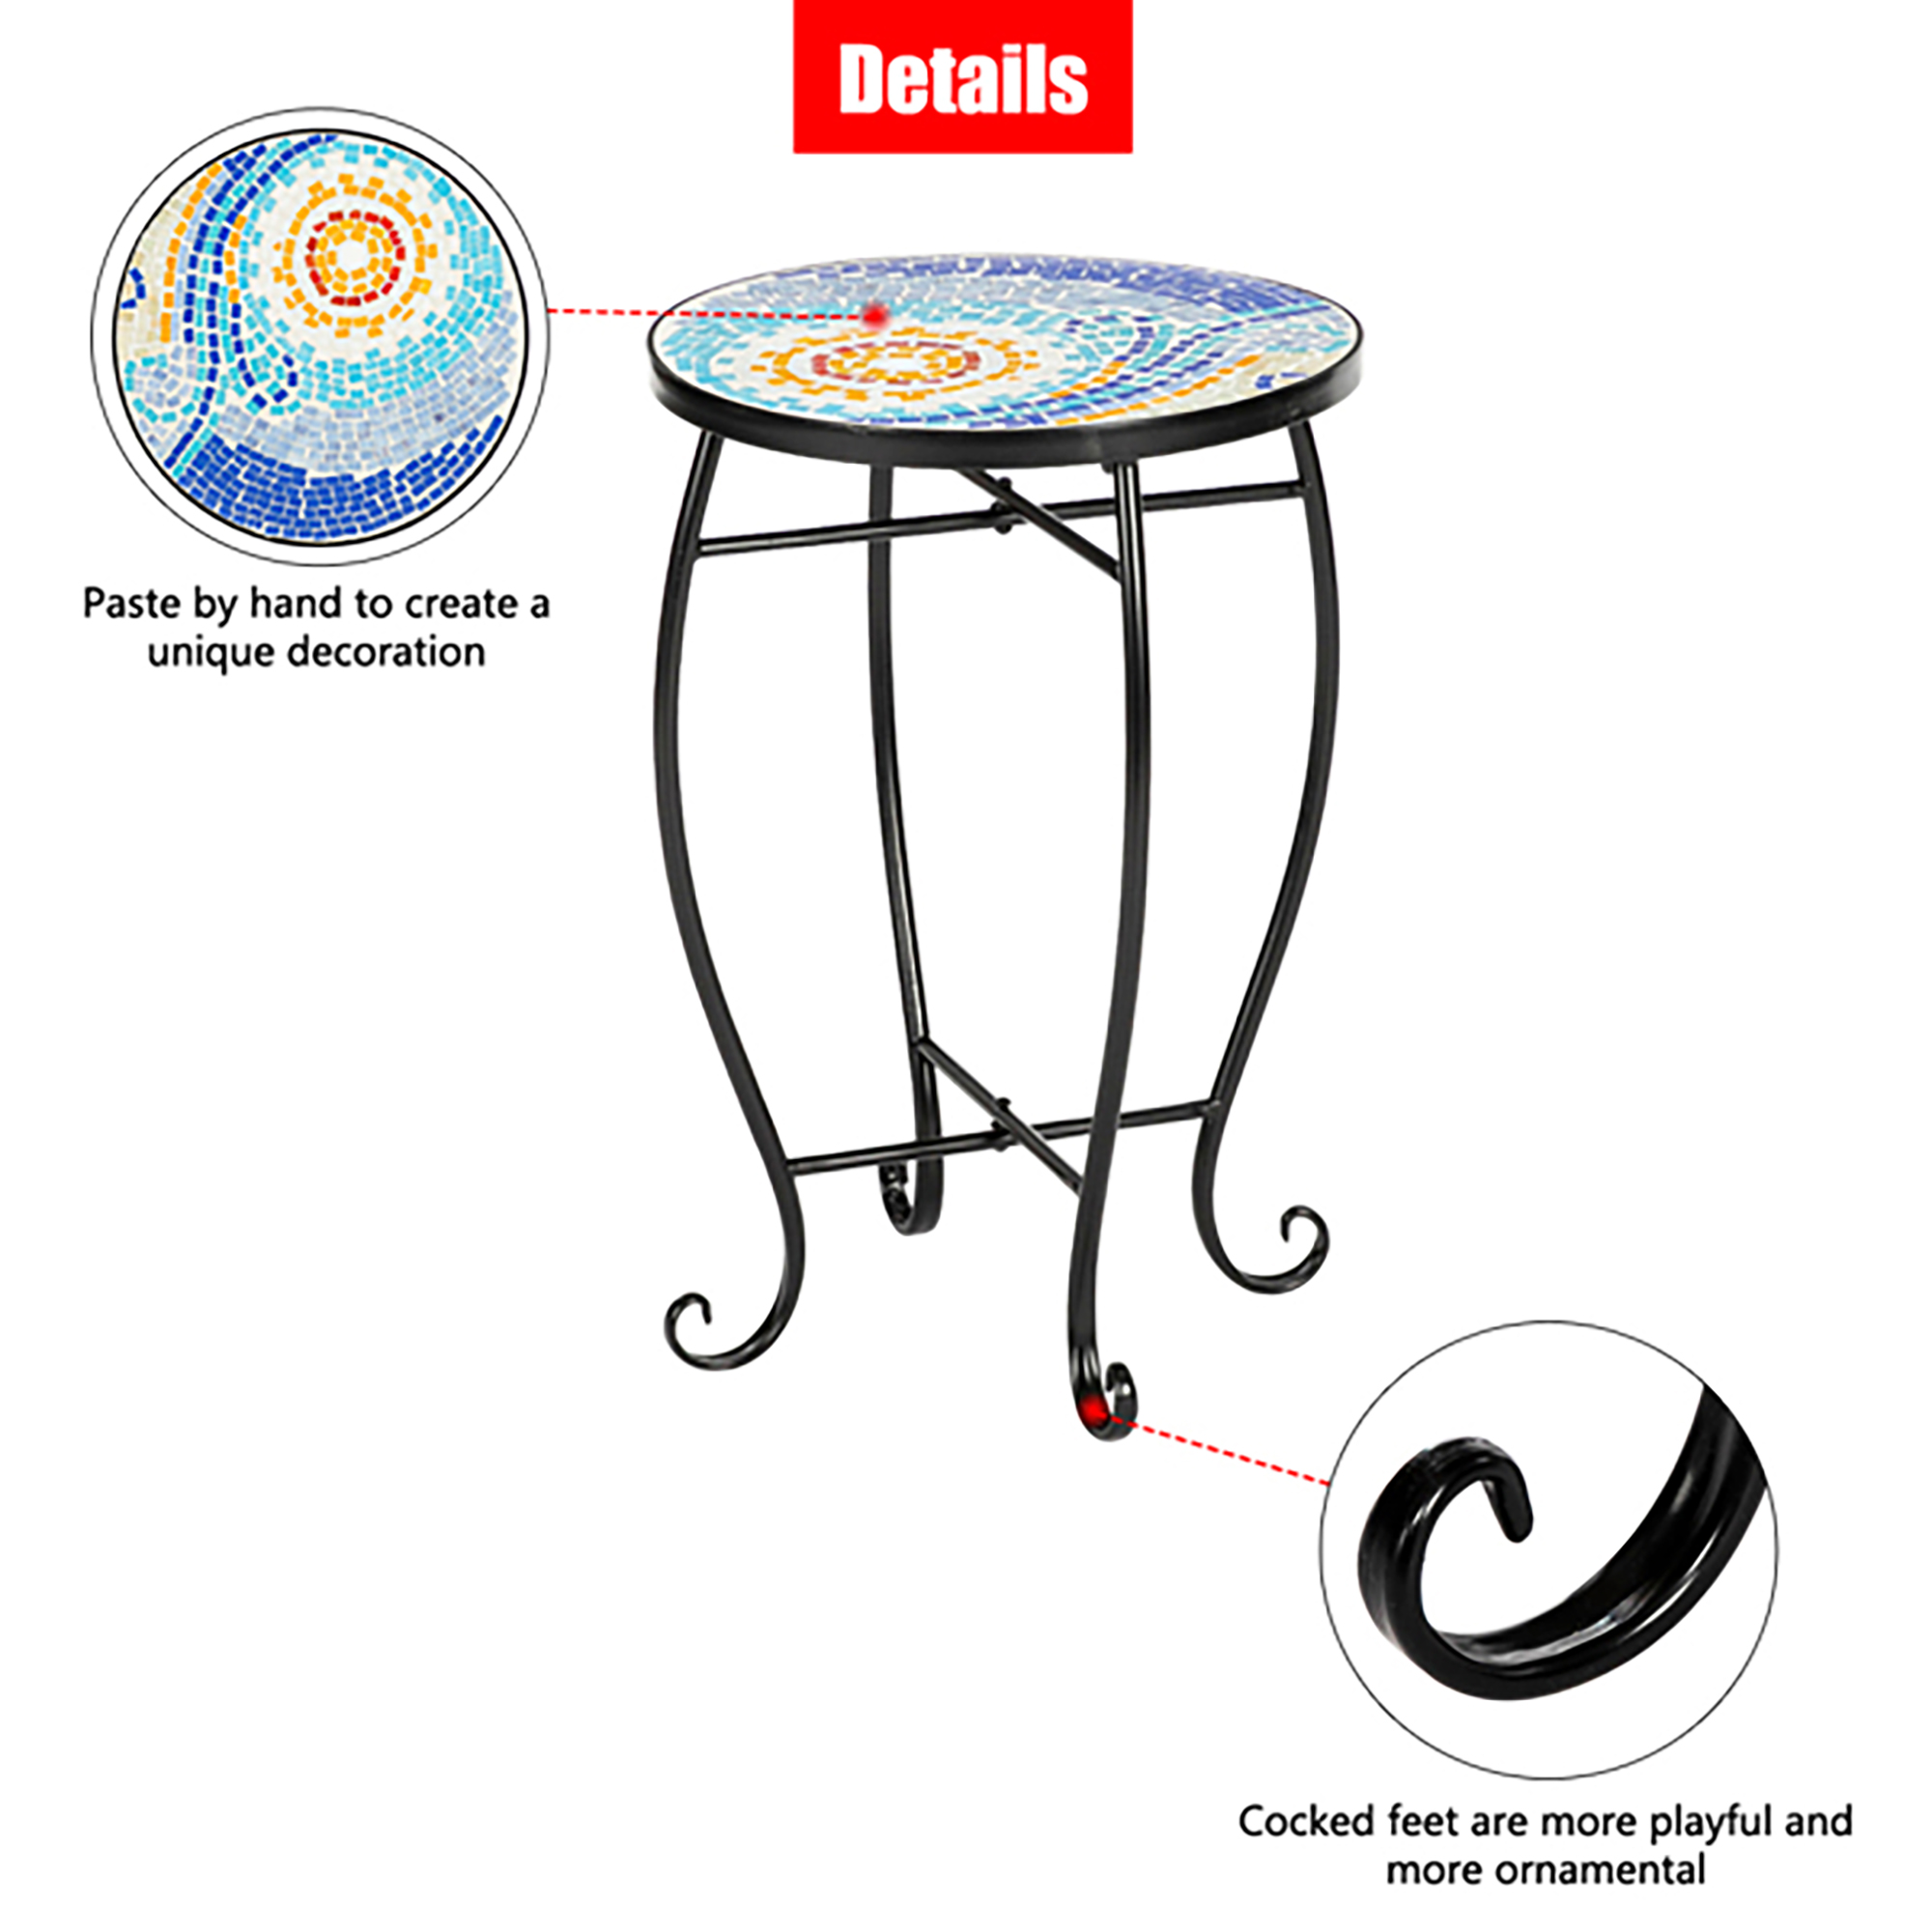 Details
Paste by hand to create a
unique decoration
Cocked feet are more playful and
more ornamental